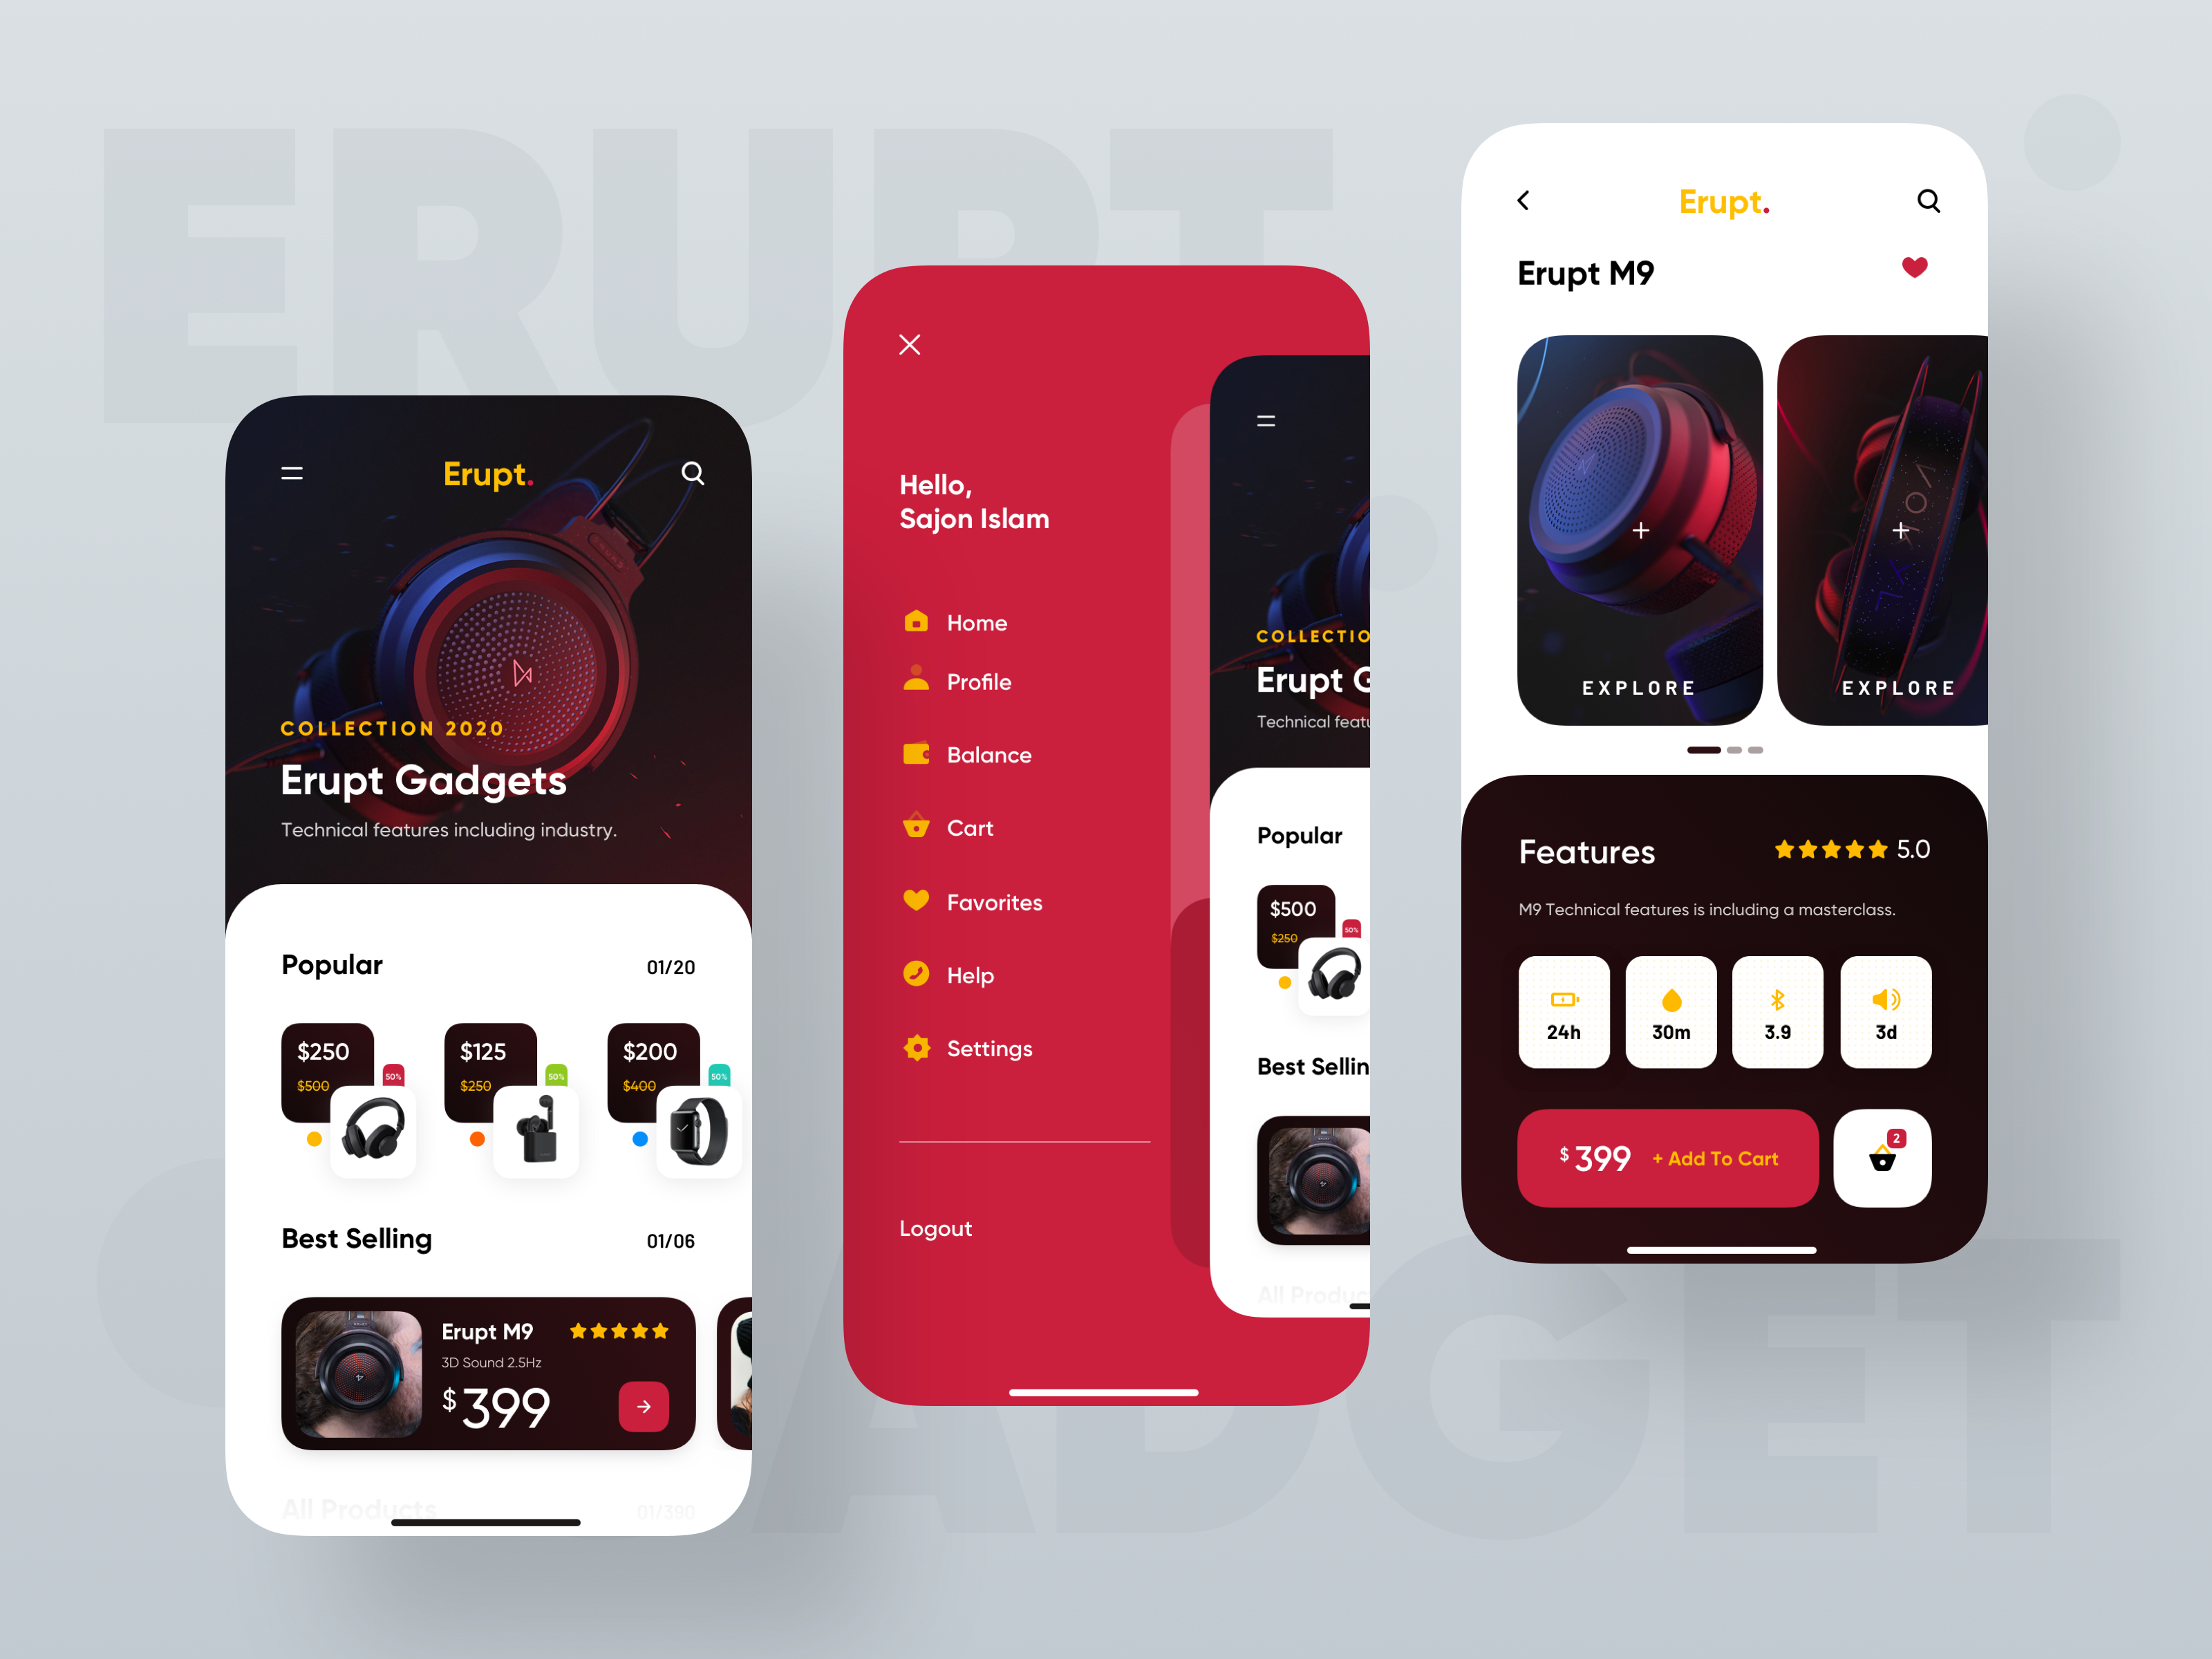 ERUPT
GADGET
Erupt.
COLLECTION 2020
Erupt Gadgets
Technical features including industry.
Popular
01/20
$250
$500
50%
$125
$250
50%
$200
$400
50%
Best Selling
01/06
Erupt M9
3D Sound 2.5Hz
$399
All Products
01/390
Hello,
Sajon Islam
Home
Profile
Balance
Cart
Favorites
Help
Settings
Logout
COLLECTIO
Erupt G
Technical featu
Popular
$500
$250
50%
Best Sellin
All Produc
Erupt.
Erupt M9
VOKYYL
EXPLORE
EXPLORE
Features
5.0
M9 Technical features is including a masterclass.
24h
30m
3.9
3d
$399
+ Add To Cart
2